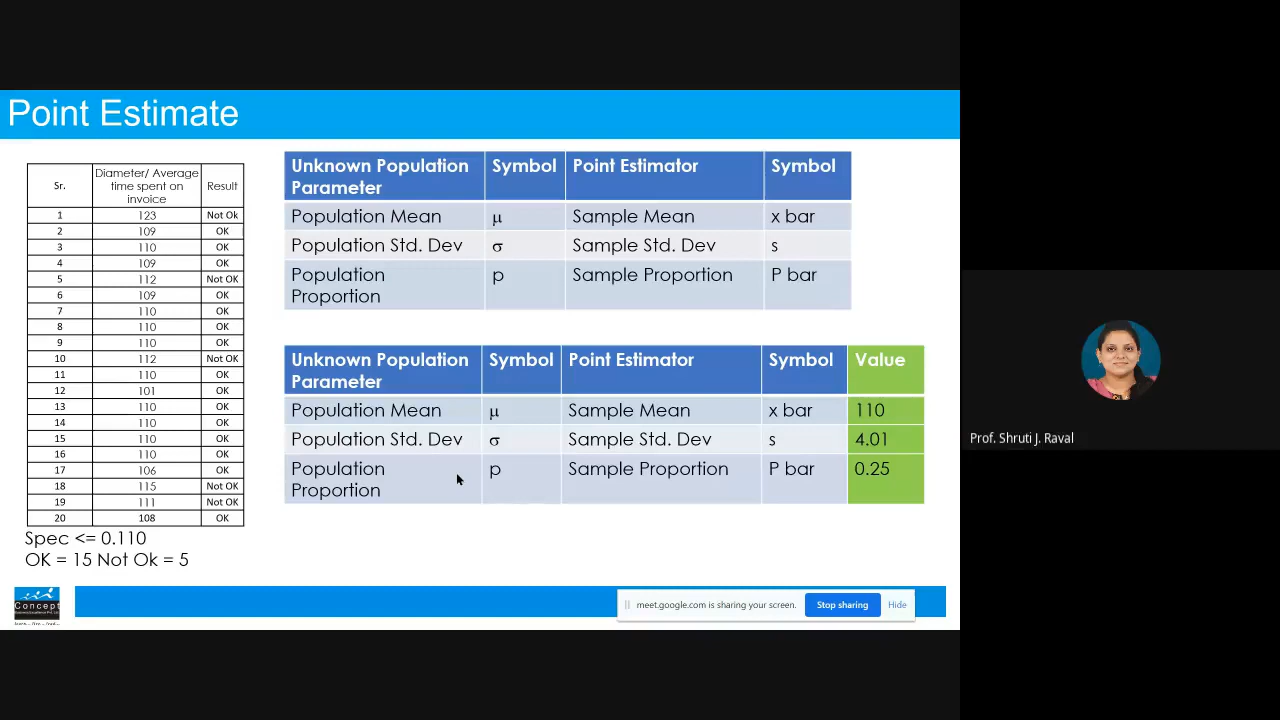 Point Estimate
Sr. Diameter/ Average time spent on invoice Result
1 123 Not Ok
2 109 OK
3 110 OK
4 109 OK
5 112 Not OK
6 109 OK
7 110 OK
8 110 OK
9 110 OK
10 112 Not OK
11 110 OK
12 101 OK
13 110 OK
14 110 OK
15 110 OK
16 110 OK
17 106 OK
18 115 Not OK
19 111 Not OK
20 108 OK
Spec <= 0.110
OK = 15 Not Ok = 5
Unknown Population Parameter Symbol Point Estimator Symbol
Population Mean μ Sample Mean x bar
Population Std. Dev σ Sample Std. Dev s
Population Proportion p Sample Proportion P bar
Unknown Population Parameter Symbol Point Estimator Symbol Value
Population Mean μ Sample Mean x bar 110
Population Std. Dev σ Sample Std. Dev s 4.01
Population Proportion p Sample Proportion P bar 0.25
Concept
meet.google.com is sharing your screen. Stop sharing Hide
Prof. Shruti J. Raval